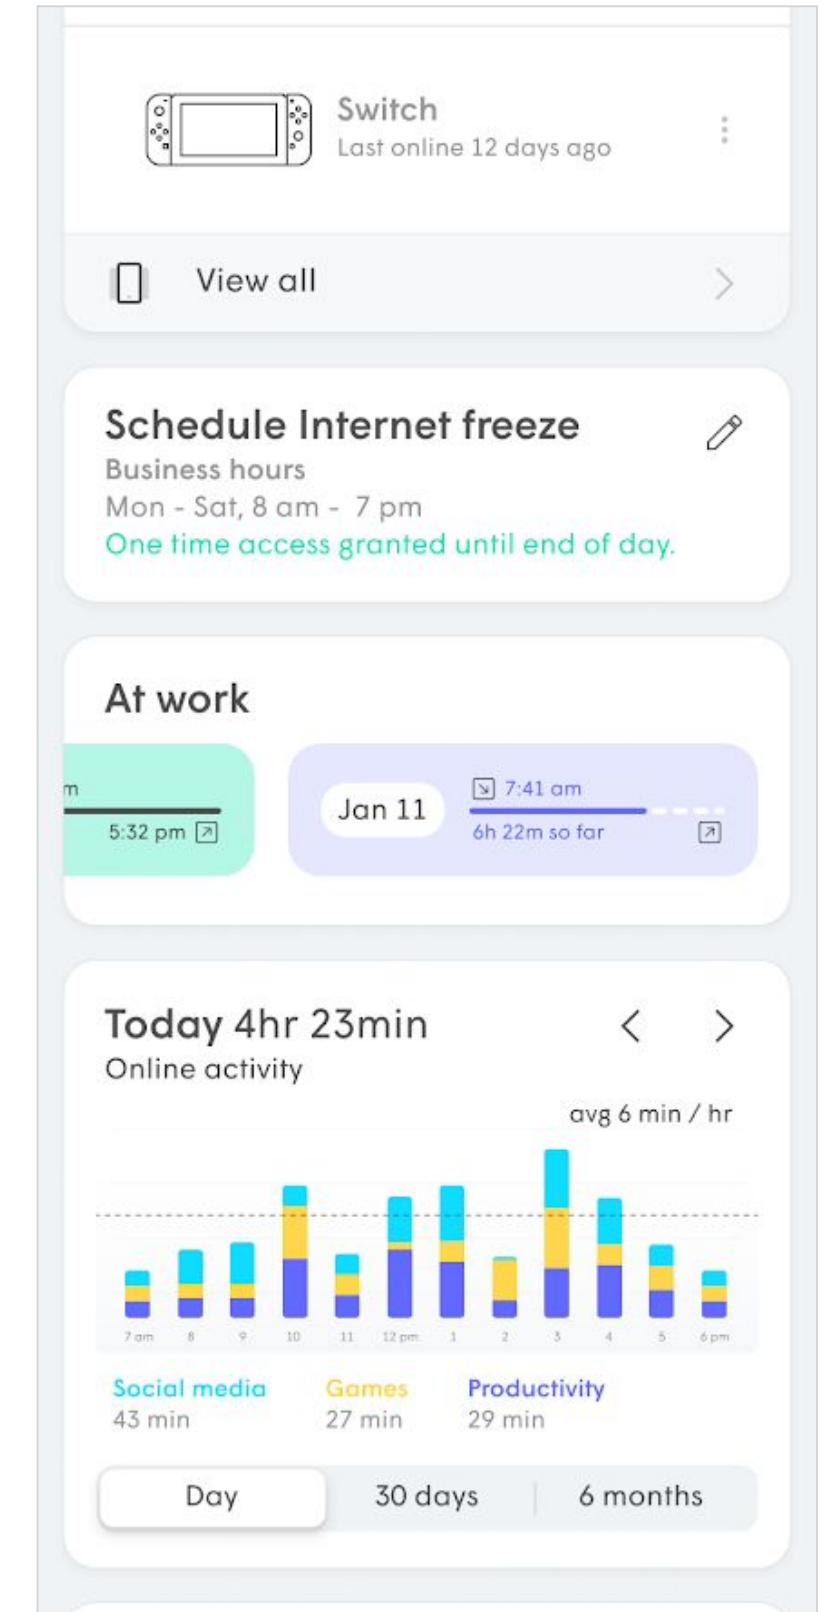 Switch
Last online 12 days ago
View all
Schedule Internet freeze
Business hours
Mon - Sat, 8 am - 7 pm
One time access granted until end of day.
At work
m
5:32 pm
Jan 11
7:41 am
6h 22m so far
Today 4hr 23min
Online activity
avg 6 min / hr
7 am 8 9 10 11 12 pm 1 2 3 4 5 6 pm
Social media Games Productivity
43 min 27 min 29 min
Day 30 days 6 months